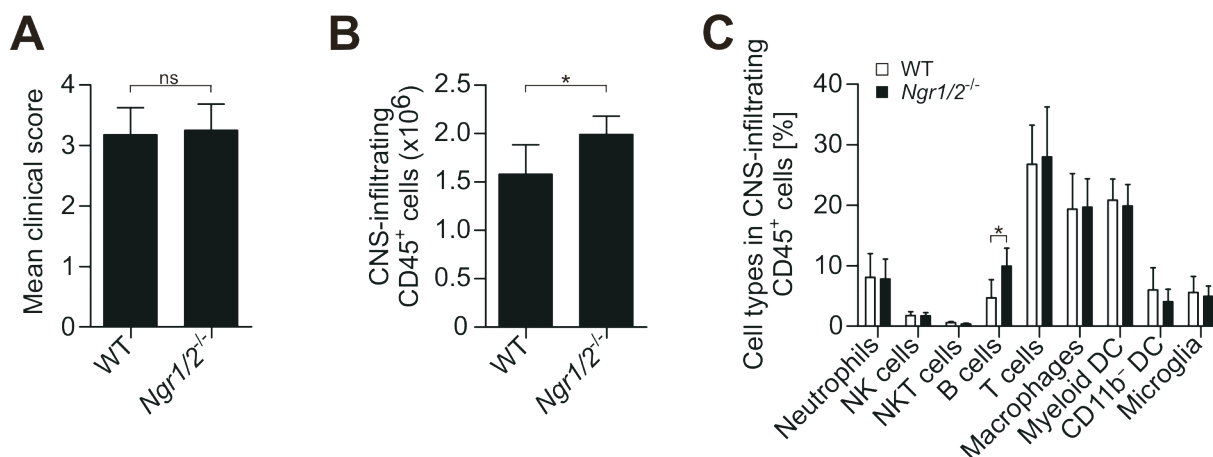 A
Mean clinical score
4
3
2
1
0
ns
WT
Ngr1/2⁻/⁻
B
CNS-infiltrating
CD45⁺ cells (x10⁶)
2.5
2.0
1.5
1.0
0.5
0
*
WT
Ngr1/2⁻/⁻
C
Cell types in CNS-infiltrating
CD45⁺ cells [%]
40
30
20
10
0
WT
Ngr1/2⁻/⁻
*
Neutrophils
NK cells
NKT cells
B cells
T cells
Macrophages
Myeloid DC
CD11b⁻ DC
Microglia